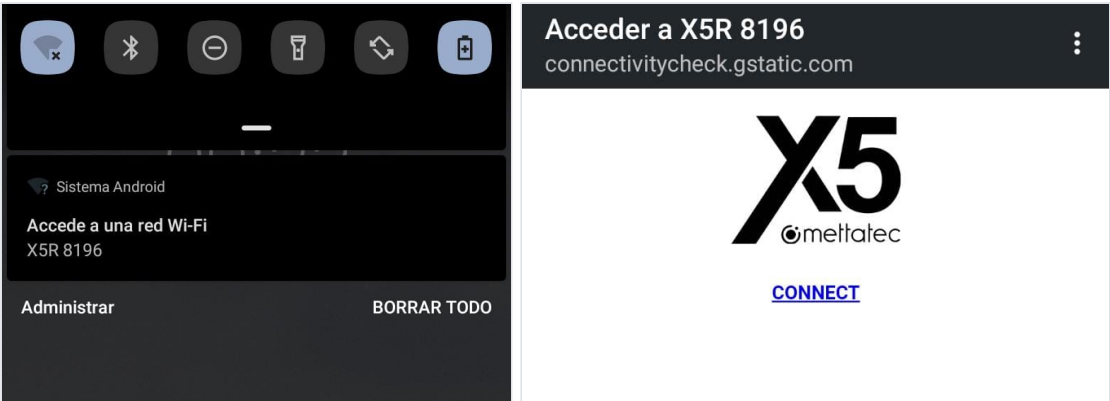 Sistema Android
Accede a una red Wi-Fi
X5R 8196
Administrar
BORRAR TODO
Acceder a X5R 8196
connectivitycheck.gstatic.com
X5
mettatec
CONNECT